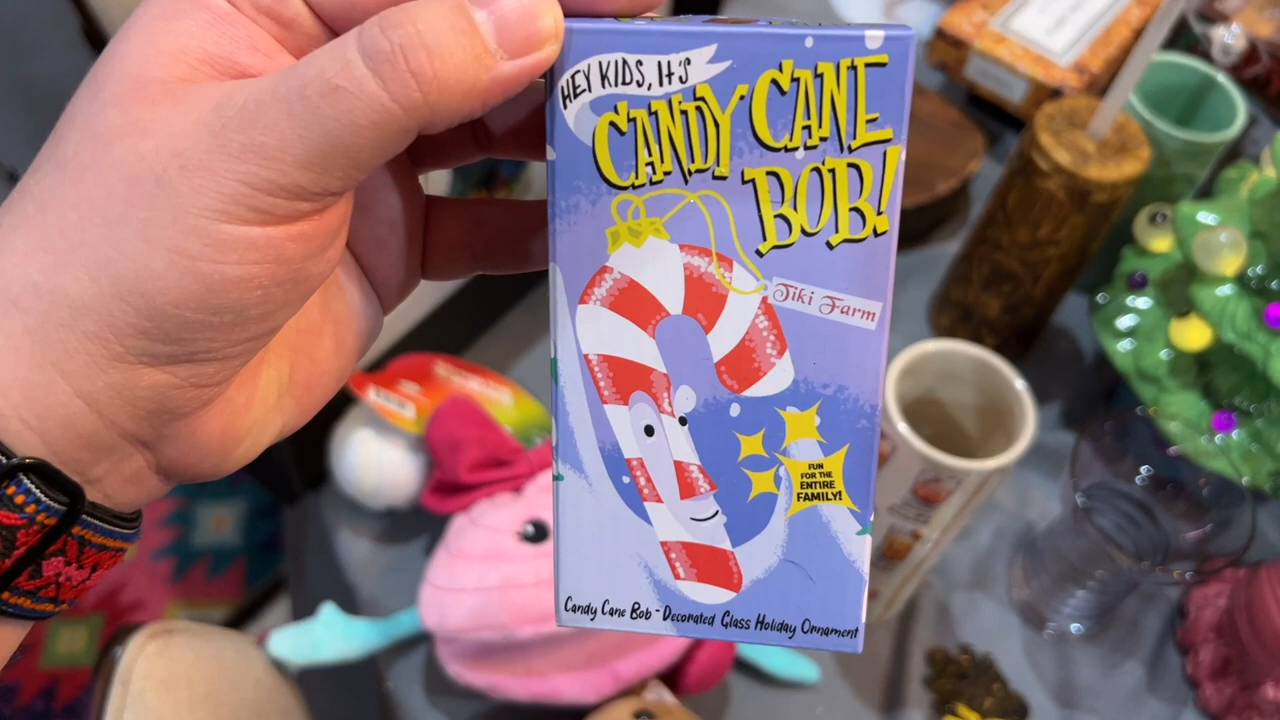 HEY KIDS, IT'S
CANDY CANE
BOB!
Tiki Farm
FUN
FOR THE
ENTIRE
FAMILY!
Candy Cane Bob - Decorated Glass Holiday Ornament